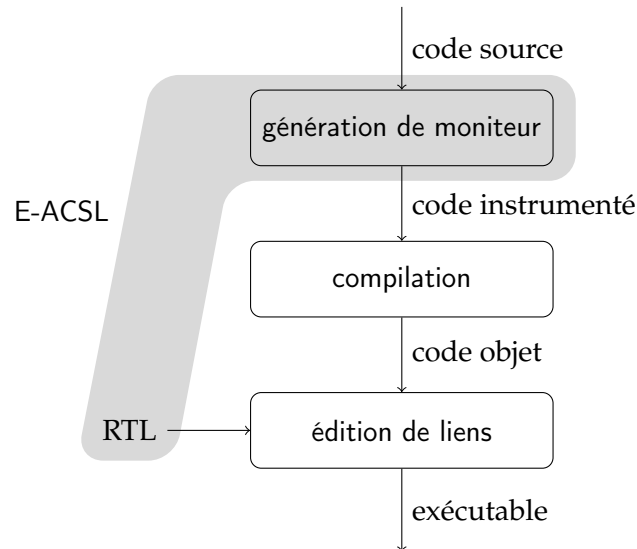 code source
génération de moniteur
E-ACSL
code instrumenté
compilation
code objet
RTL
édition de liens
exécutable